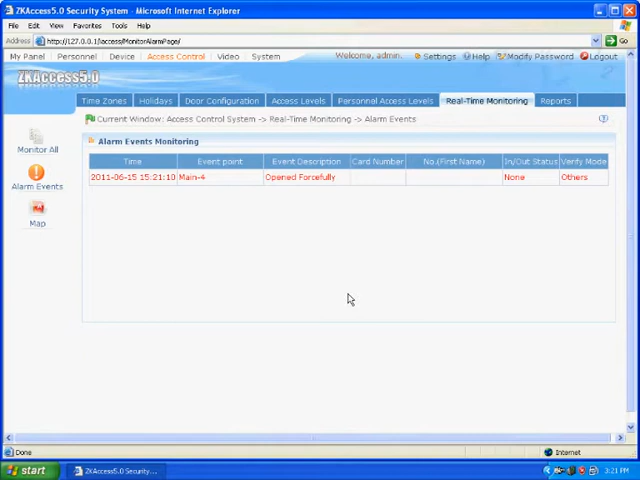 ZKAccess5.0 Security System - Microsoft Internet Explorer
File Edit View Favorites Tools Help
Address http://127.0.0.1/access/MonitorAlarmPage/ Go
My Panel Personnel Device Access Control Video System Welcome, admin. Settings Help Modify Password Logout
ZKAccess5.0
Time Zones Holidays Door Configuration Access Levels Personnel Access Levels Real-Time Monitoring Reports
Current Window: Access Control System -> Real-Time Monitoring -> Alarm Events
Monitor All
Alarm Events
Map
Alarm Events Monitoring
Time Event point Event Description Card Number No.(First Name) In/Out Status Verify Mode
2011-06-15 15:21:10 Main-4 Opened Forcefully None Others
Done Internet
start ZKAccess5.0 Security... 3:21 PM